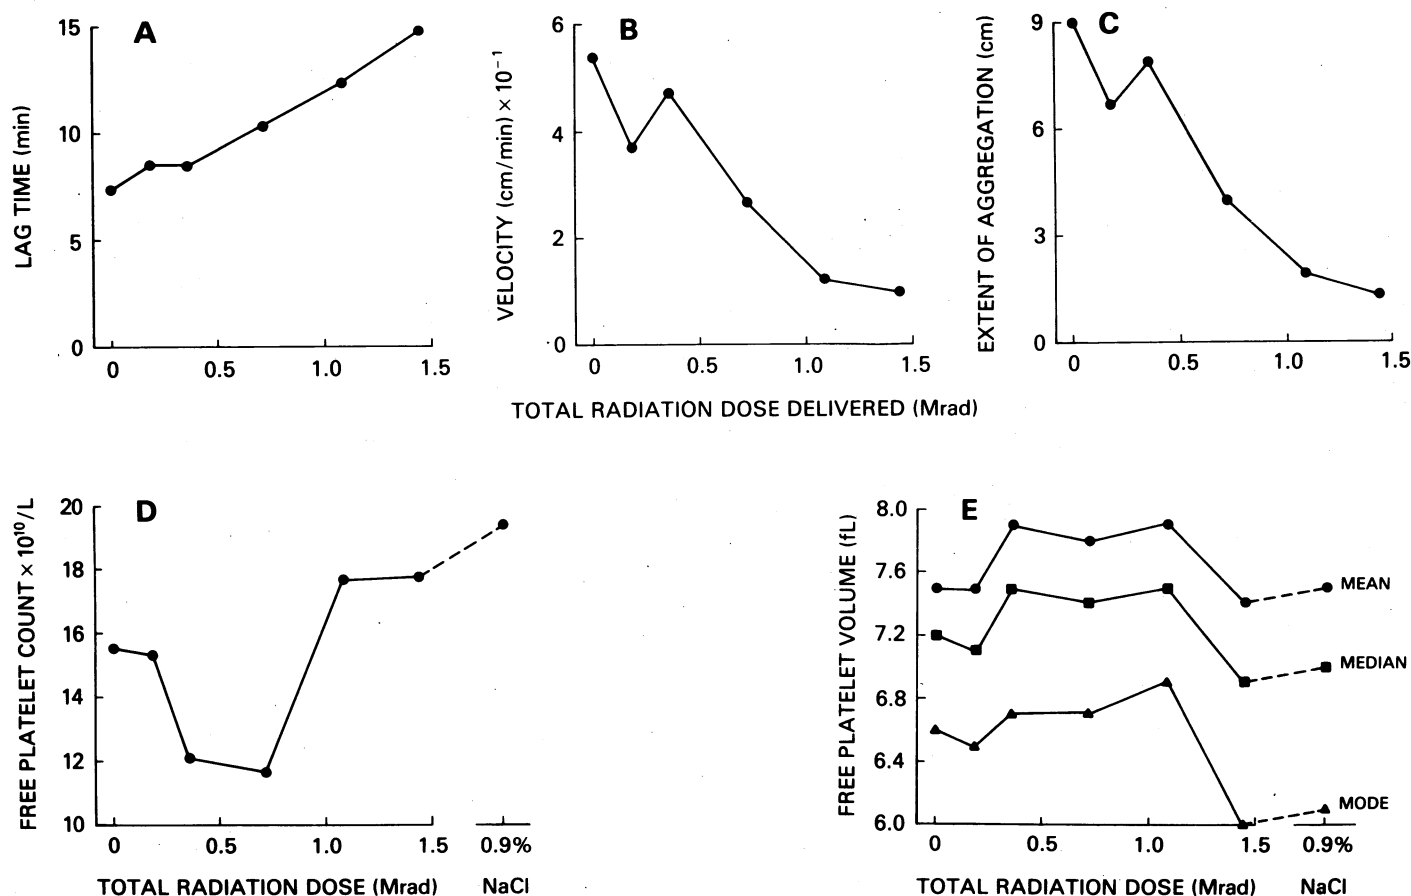 A
15
10
5
0
LAG TIME (min)
0 0.5 1.0 1.5
B
6
4
2
0
VELOCITY (cm/min) × 10⁻¹
0 0.5 1.0 1.5
C
9
6
3
0
EXTENT OF AGGREGATION (cm)
0 0.5 1.0 1.5
TOTAL RADIATION DOSE DELIVERED (Mrad)
D
20
18
16
14
12
10
FREE PLATELET COUNT × 10¹⁰/L
0 0.5 1.0 1.5 0.9%
TOTAL RADIATION DOSE (Mrad) NaCl
E
8.0
7.6
7.2
6.8
6.4
6.0
FREE PLATELET VOLUME (fL)
MEAN
MEDIAN
MODE
0 0.5 1.0 1.5 0.9%
TOTAL RADIATION DOSE (Mrad) NaCl